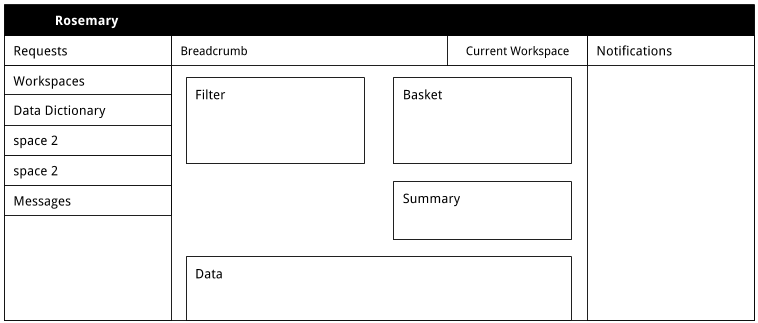 Rosemary
Requests
Breadcrumb
Current Workspace
Notifications
Workspaces
Data Dictionary
space 2
space 2
Messages
Filter
Basket
Summary
Data